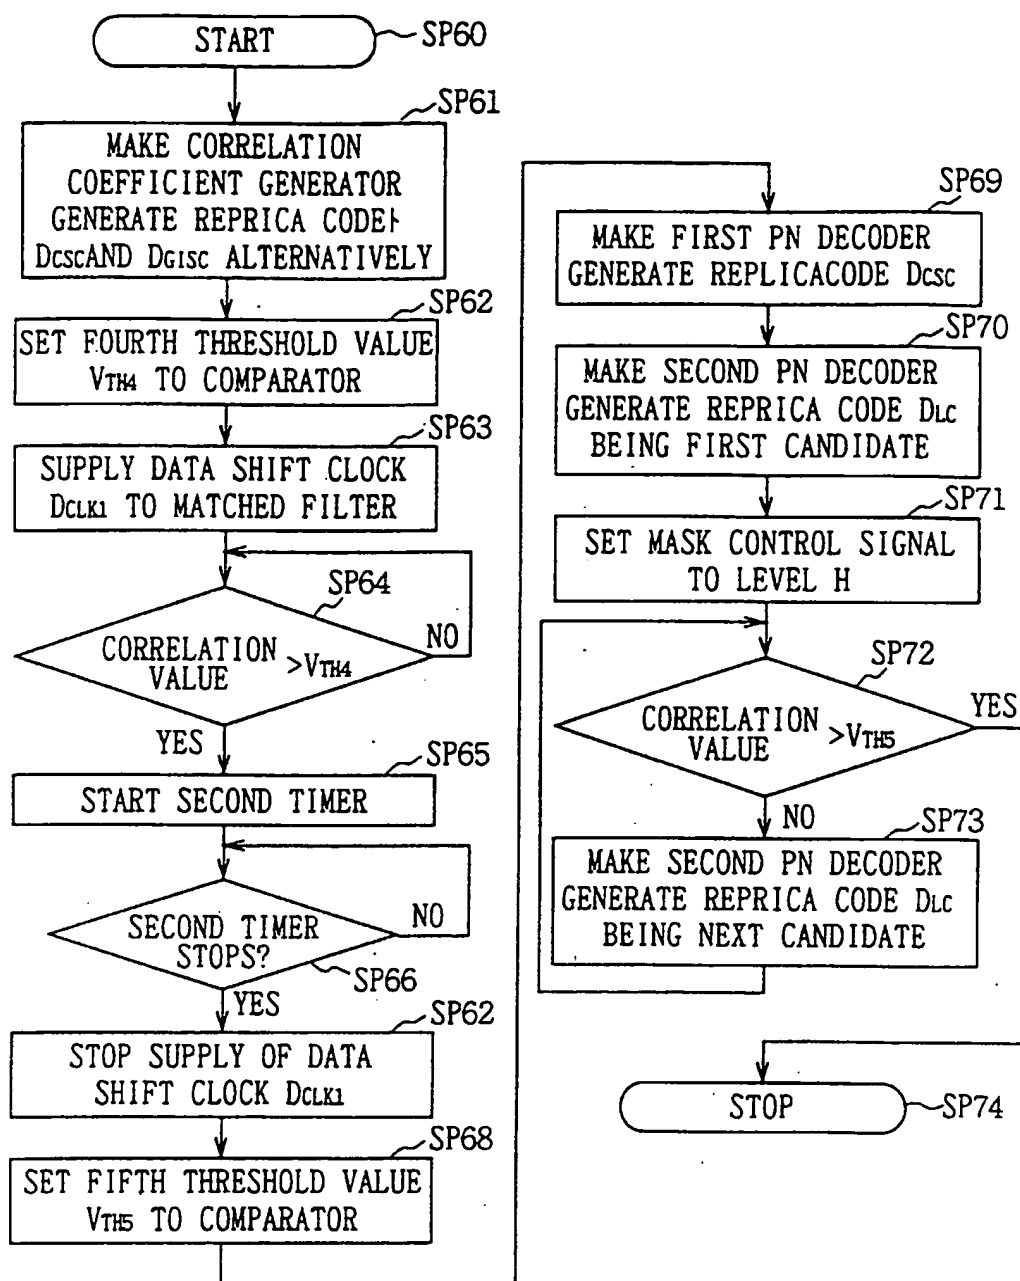 START
SP60
SP61
MAKE CORRELATION
COEFFICIENT GENERATOR
GENERATE REPRICA CODE
DCSC AND DGISC ALTERNATIVELY
SP62
SET FOURTH THRESHOLD VALUE
VTH4 TO COMPARATOR
SP63
SUPPLY DATA SHIFT CLOCK
DCLK1 TO MATCHED FILTER
SP64
CORRELATION
VALUE >VTH4
NO
YES
SP65
START SECOND TIMER
SECOND TIMER
STOPS?
NO
SP66
YES
SP62
STOP SUPPLY OF DATA
SHIFT CLOCK DCLK1
SP68
SET FIFTH THRESHOLD VALUE
VTH5 TO COMPARATOR
SP69
MAKE FIRST PN DECODER
GENERATE REPLICACODE DCSC
SP70
MAKE SECOND PN DECODER
GENERATE REPRICA CODE DLC
BEING FIRST CANDIDATE
SP71
SET MASK CONTROL SIGNAL
TO LEVEL H
SP72
CORRELATION
VALUE >VTH5
YES
NO
SP73
MAKE SECOND PN DECODER
GENERATE REPRICA CODE DLC
BEING NEXT CANDIDATE
STOP
SP74